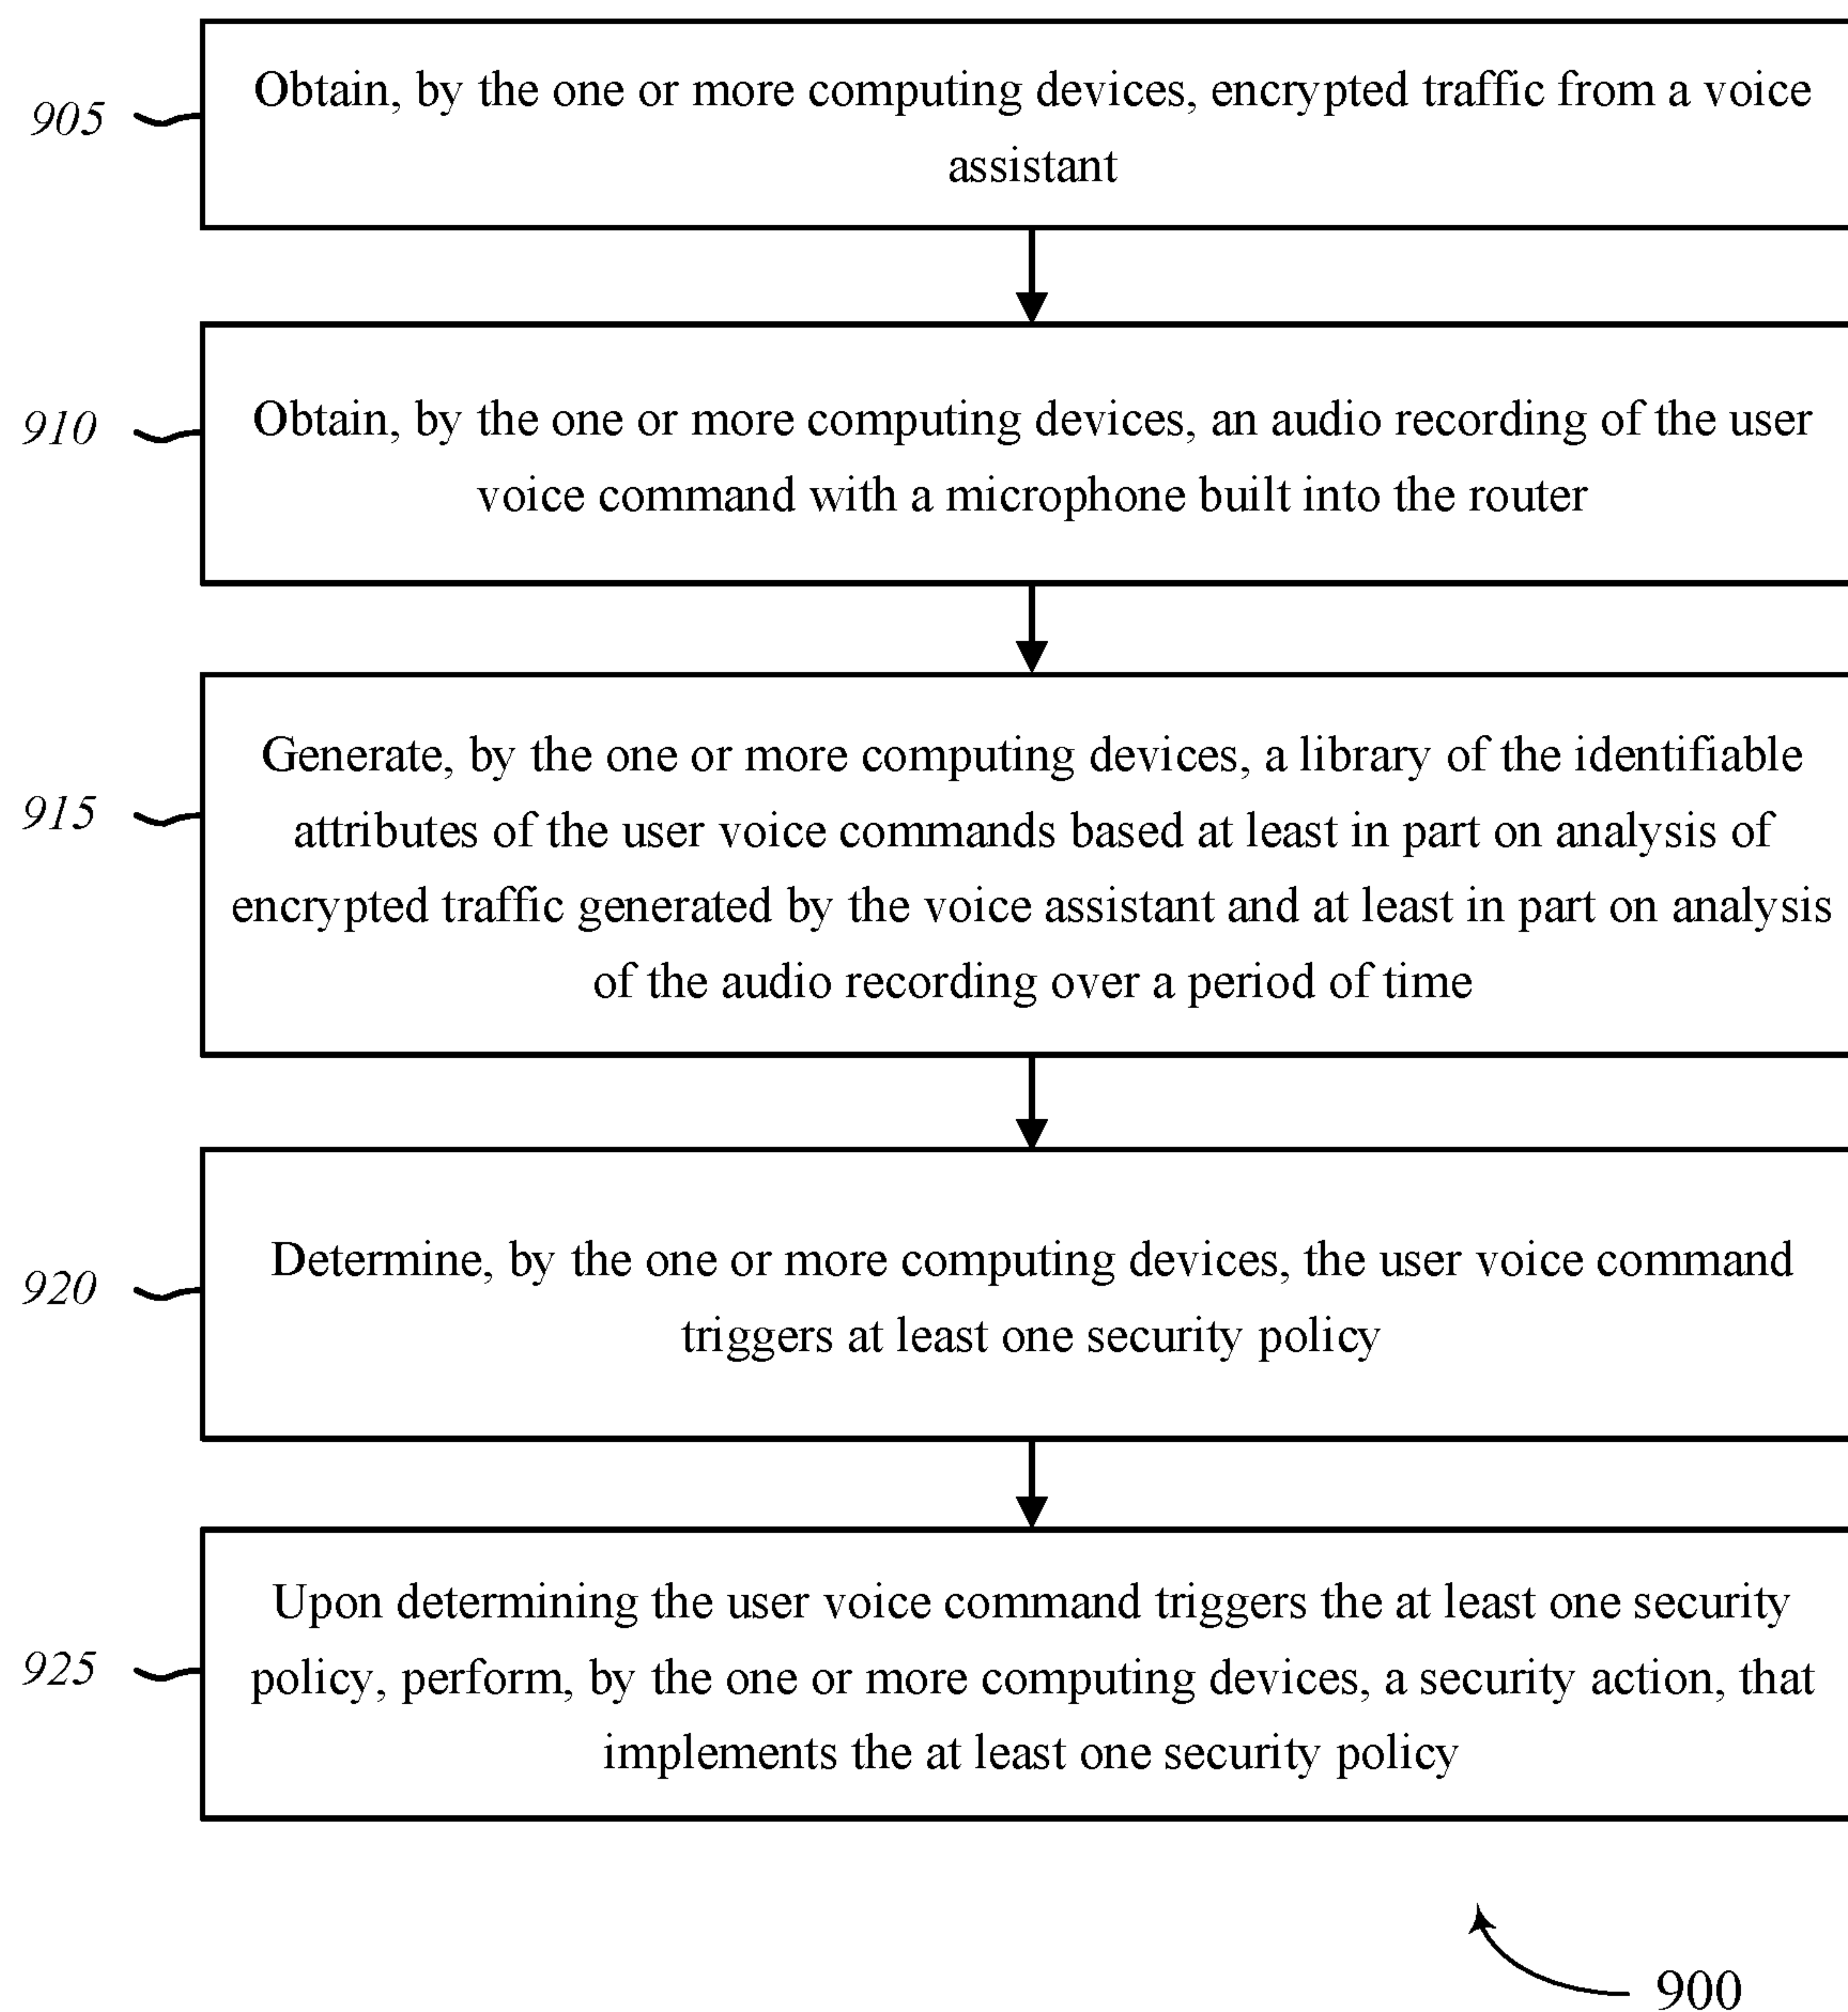 905
Obtain, by the one or more computing devices, encrypted traffic from a voice
assistant
910
Obtain, by the one or more computing devices, an audio recording of the user
voice command with a microphone built into the router
915
Generate, by the one or more computing devices, a library of the identifiable
attributes of the user voice commands based at least in part on analysis of
encrypted traffic generated by the voice assistant and at least in part on analysis
of the audio recording over a period of time
920
Determine, by the one or more computing devices, the user voice command
triggers at least one security policy
925
Upon determining the user voice command triggers the at least one security
policy, perform, by the one or more computing devices, a security action, that
implements the at least one security policy
900